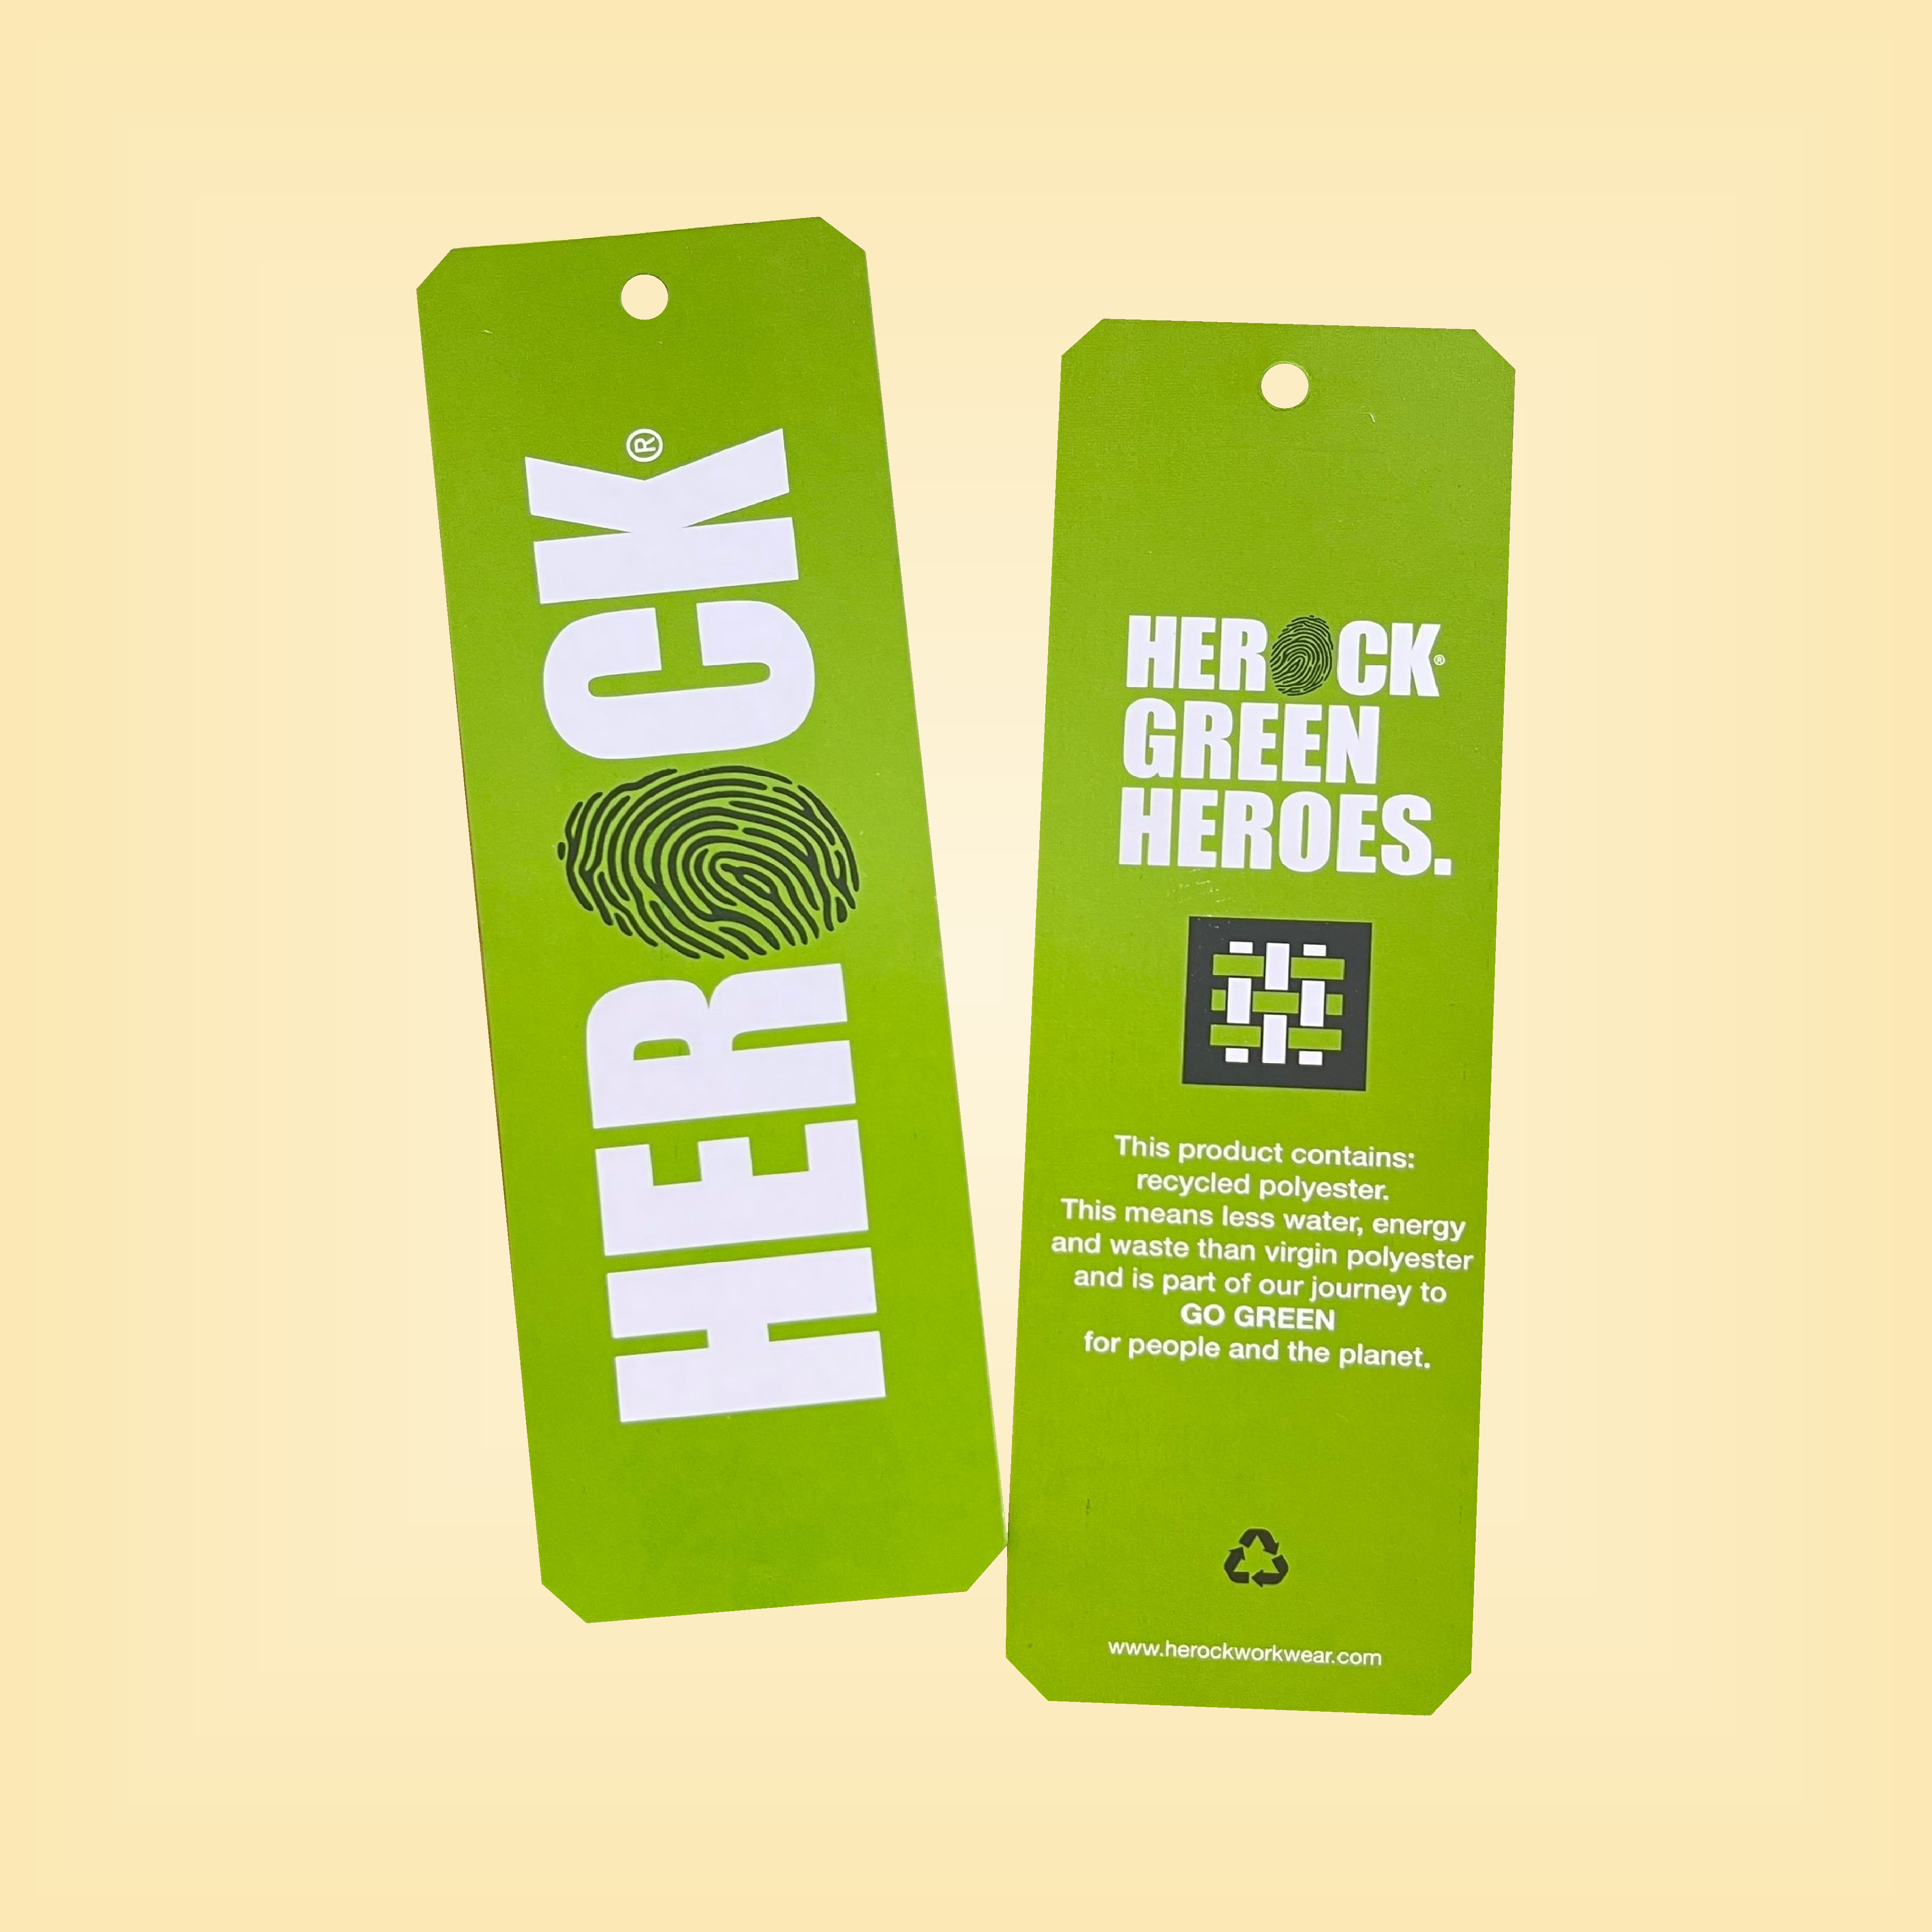 HEROCK®
HEROCK®
GREEN
HEROES.
This product contains:
recycled polyester.
This means less water, energy
and waste than virgin polyester
and is part of our journey to
GO GREEN
for people and the planet.
www.herockworkwear.com